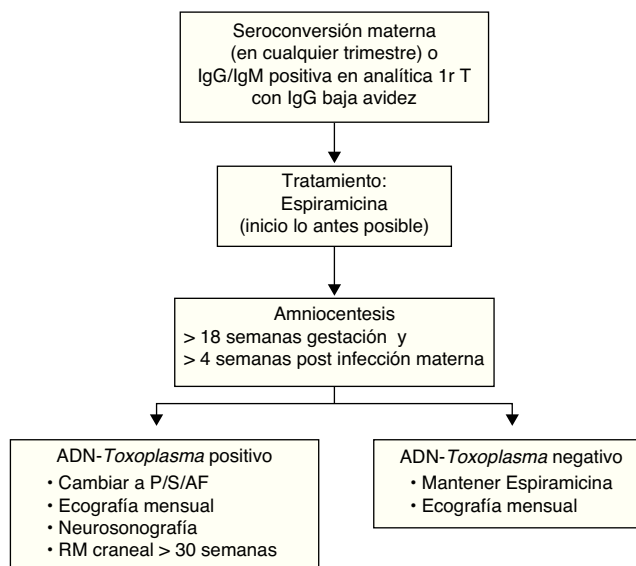 Seroconversión materna
(en cualquier trimestre) o
IgG/IgM positiva en analítica 1r T
con IgG baja avidez
Tratamiento:
Espiramicina
(inicio lo antes posible)
Amniocentesis
> 18 semanas gestación y
> 4 semanas post infección materna
ADN-Toxoplasma positivo
• Cambiar a P/S/AF
• Ecografía mensual
• Neurosonografía
• RM craneal > 30 semanas
ADN-Toxoplasma negativo
• Mantener Espiramicina
• Ecografía mensual